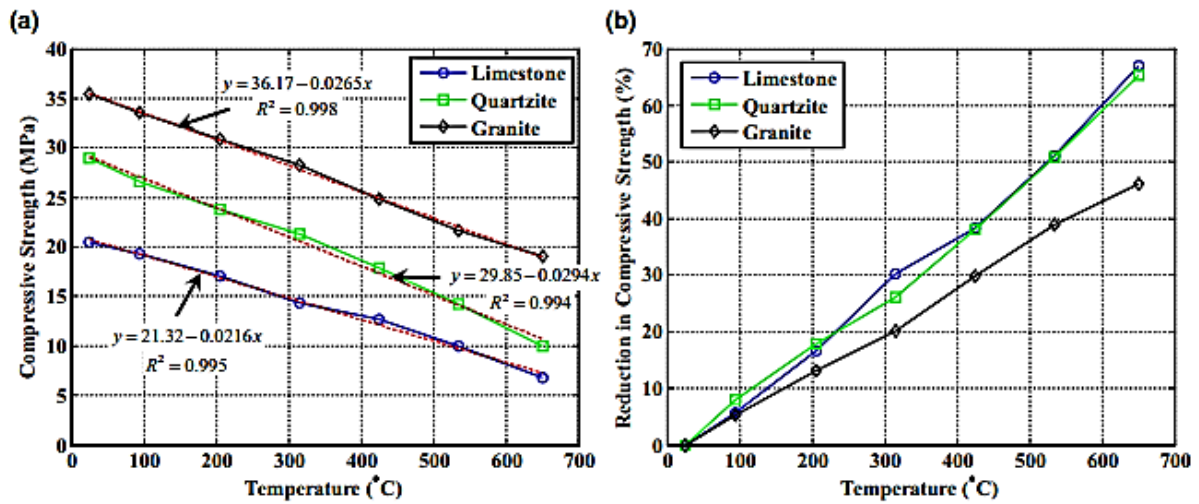 (a)
40
35
30
25
20
15
10
5
0
0 100 200 300 400 500 600 700
Compressive Strength (MPa)
Temperature (°C)
Limestone
Quartzite
Granite
y = 36.17−0.0265x
R² = 0.998
y = 29.85−0.0294x
R² = 0.994
y = 21.32−0.0216x
R² = 0.995
(b)
70
60
50
40
30
20
10
0
0 100 200 300 400 500 600 700
Reduction in Compressive Strength (%)
Temperature (°C)
Limestone
Quartzite
Granite